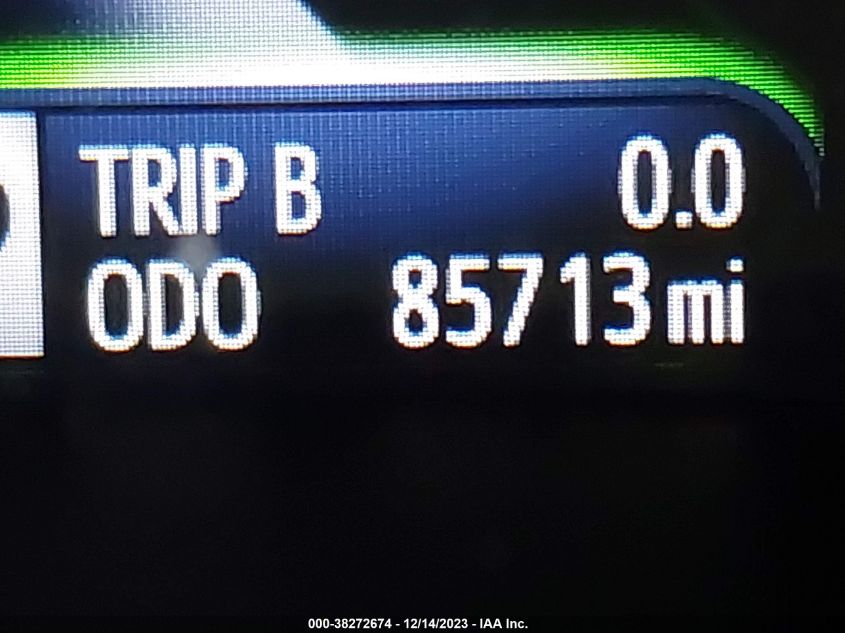 TRIP B 0.0
ODO 85713 mi
000-38272674 - 12/14/2023 - IAA Inc.